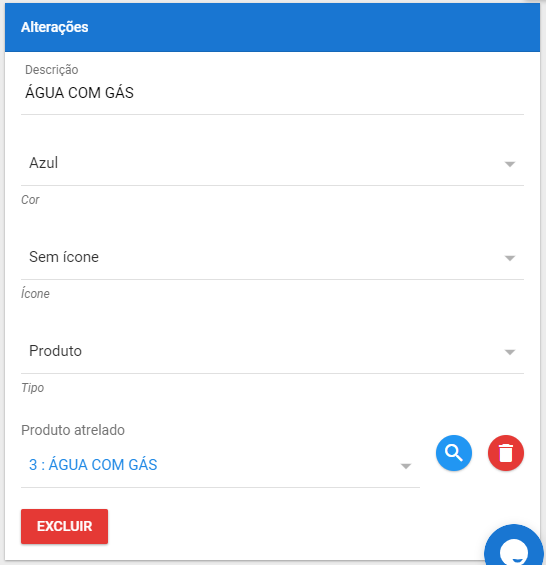 Alterações
Descrição
ÁGUA COM GÁS
Azul
Cor
Sem ícone
Ícone
Produto
Tipo
Produto atrelado
3 : ÁGUA COM GÁS
EXCLUIR